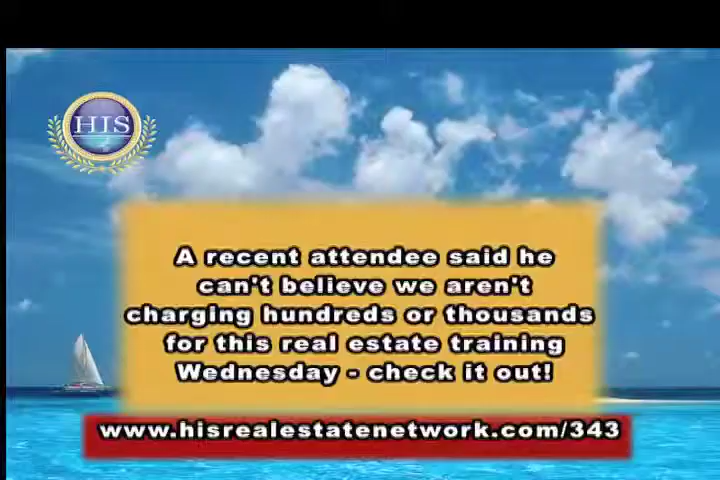 HIS
A recent attendee said he
can't believe we aren't
charging hundreds or thousands
for this real estate training
Wednesday - check it out!
www.hisrealestatenetwork.com/343